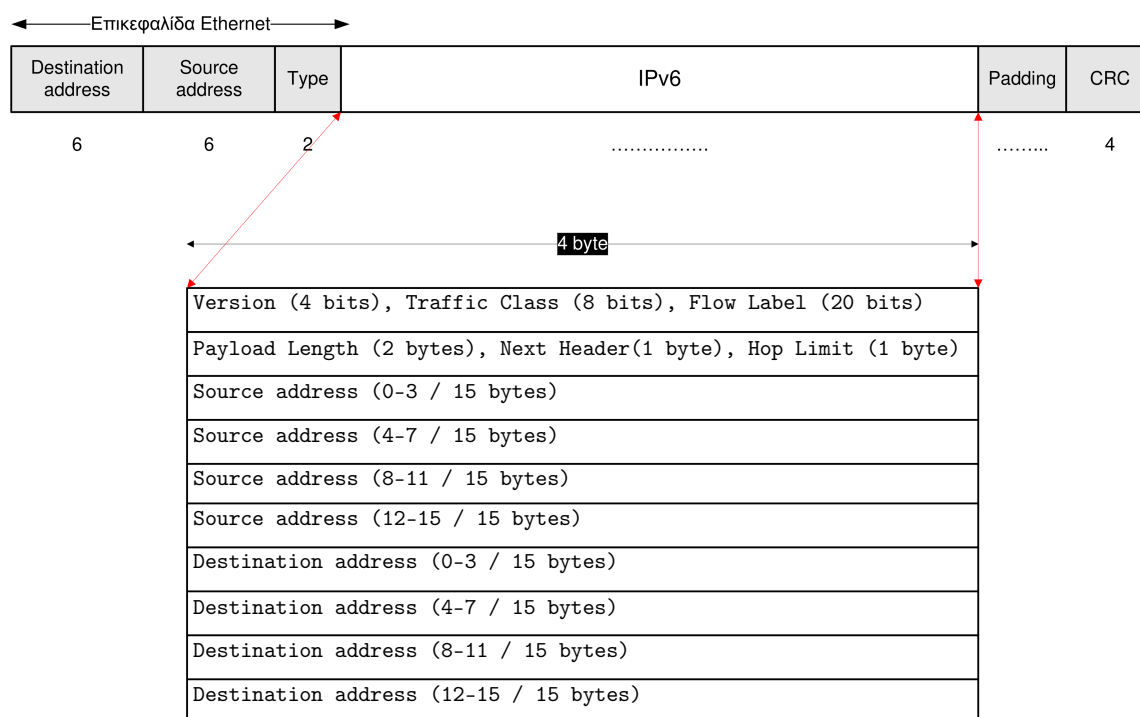 Επικεφαλίδα Ethernet
Destination address
Source address
Type
IPv6
Padding
CRC
6
6
2
................
.........
4
4 byte
Version (4 bits), Traffic Class (8 bits), Flow Label (20 bits)
Payload Length (2 bytes), Next Header(1 byte), Hop Limit (1 byte)
Source address (0-3 / 15 bytes)
Source address (4-7 / 15 bytes)
Source address (8-11 / 15 bytes)
Source address (12-15 / 15 bytes)
Destination address (0-3 / 15 bytes)
Destination address (4-7 / 15 bytes)
Destination address (8-11 / 15 bytes)
Destination address (12-15 / 15 bytes)